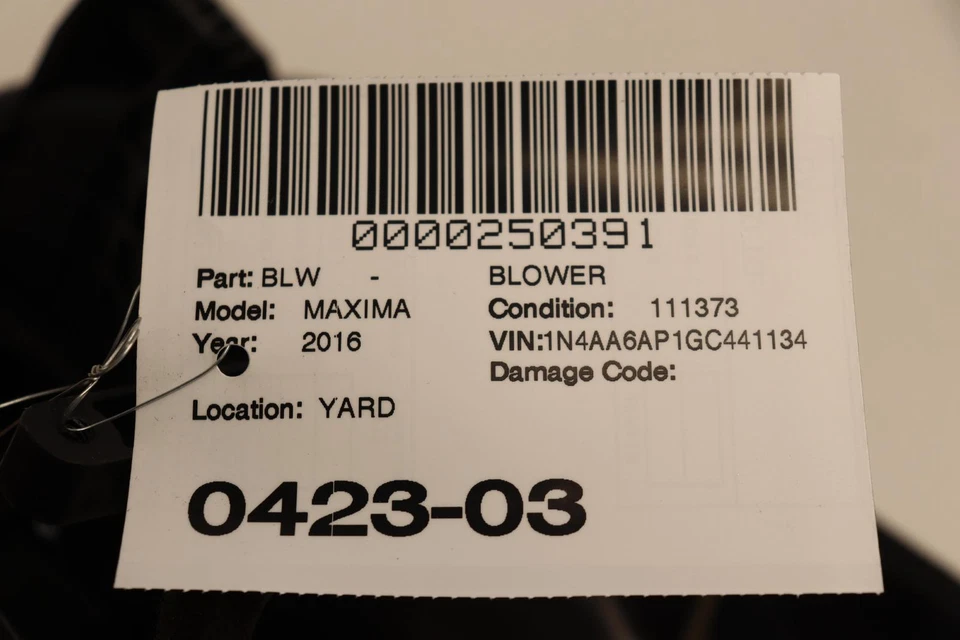 0000250391
Part: BLW - BLOWER
Model: MAXIMA Condition: 111373
Year: 2016 VIN:1N4AA6AP1GC441134
Damage Code:
Location: YARD
0423-03